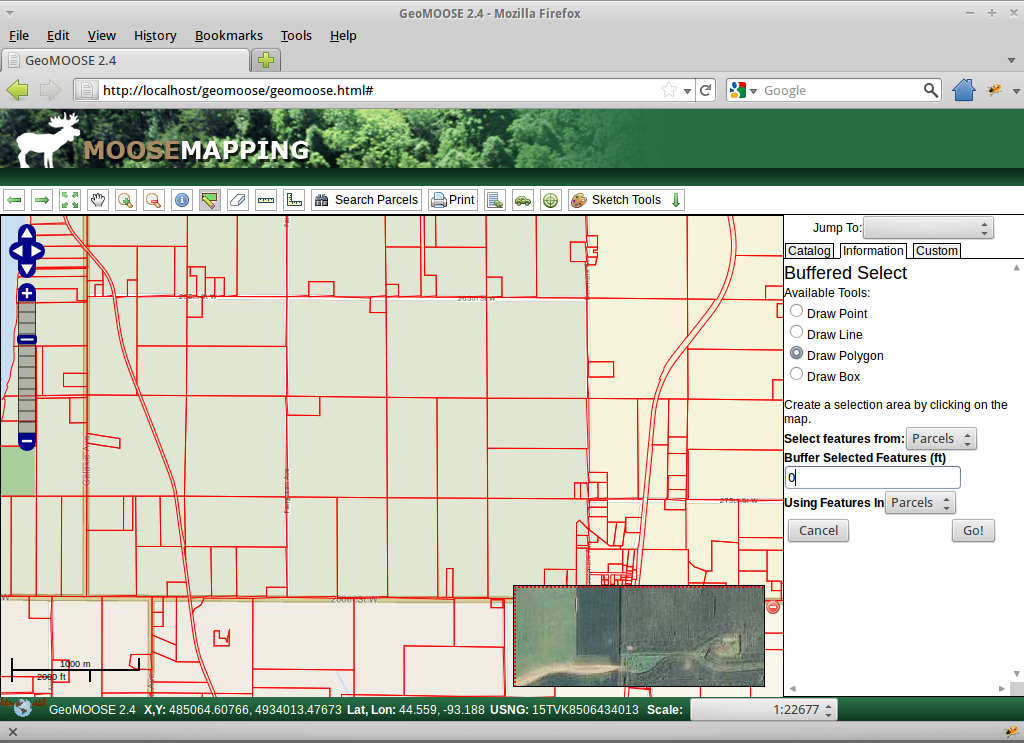 GeoMOOSE 2.4 - Mozilla Firefox
File Edit View History Bookmarks Tools Help
GeoMOOSE 2.4
http://localhost/geomoose/geomoose.html#
Google
MOOSEMAPPING
Search Parcels Print Sketch Tools
Jump To:
Catalog Information Custom
Buffered Select
Available Tools:
Draw Point
Draw Line
Draw Polygon
Draw Box
Create a selection area by clicking on the
map.
Select features from: Parcels
Buffer Selected Features (ft)
0
Using Features In Parcels
Cancel Go!
265th St W
275th St W
280th St W
1000 m
2000 ft
GeoMOOSE 2.4 X,Y: 485064.60766, 4934013.47673 Lat, Lon: 44.559, -93.188 USNG: 15TVK8506434013 Scale: 1:22677